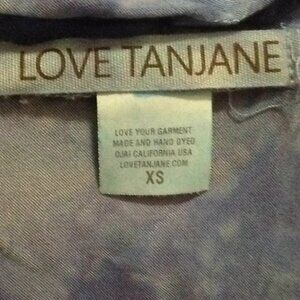 LOVE TANJANE
LOVE YOUR GARMENT
MADE AND HAND DYED
OJAI CALIFORNIA USA
LOVETANJANE.COM
XS